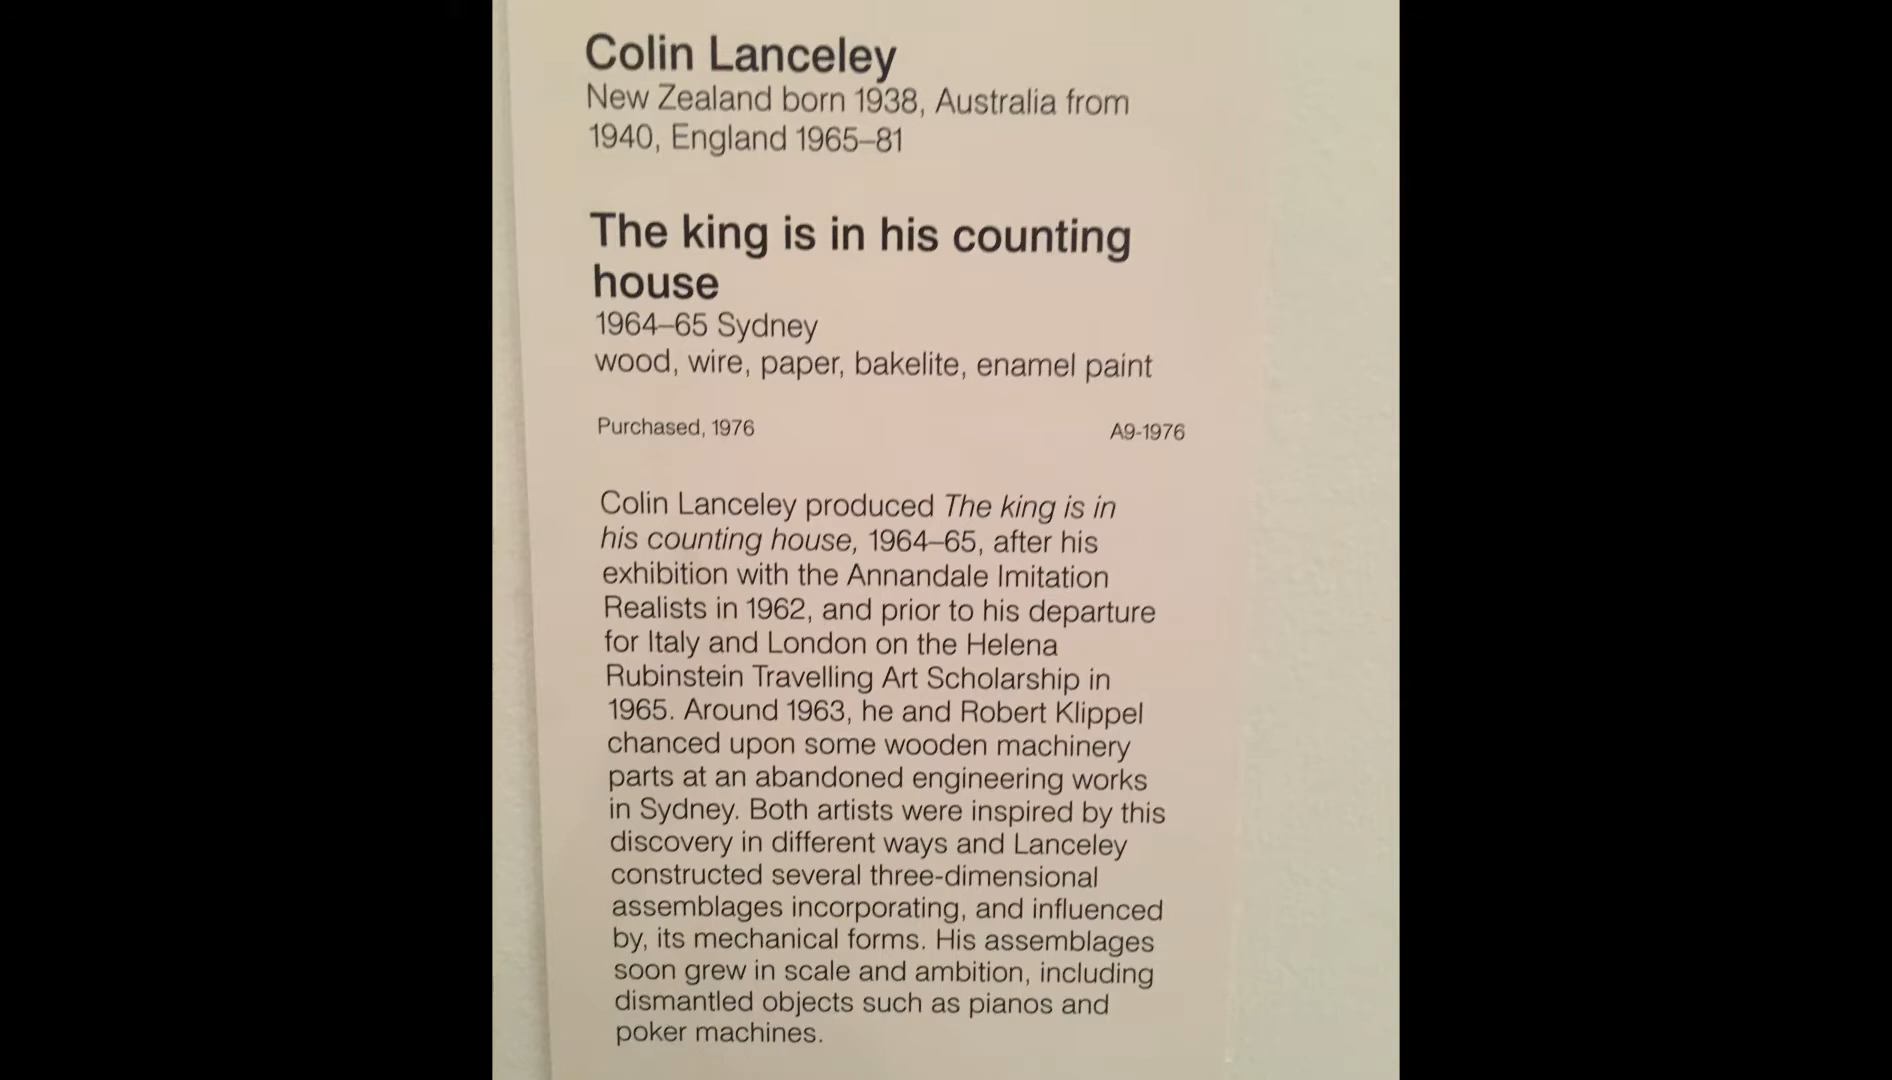 Colin Lanceley
New Zealand born 1938, Australia from
1940, England 1965–81
The king is in his counting
house
1964–65 Sydney
wood, wire, paper, bakelite, enamel paint
Purchased, 1976 A9-1976
Colin Lanceley produced The king is in
his counting house, 1964–65, after his
exhibition with the Annandale Imitation
Realists in 1962, and prior to his departure
for Italy and London on the Helena
Rubinstein Travelling Art Scholarship in
1965. Around 1963, he and Robert Klippel
chanced upon some wooden machinery
parts at an abandoned engineering works
in Sydney. Both artists were inspired by this
discovery in different ways and Lanceley
constructed several three-dimensional
assemblages incorporating, and influenced
by, its mechanical forms. His assemblages
soon grew in scale and ambition, including
dismantled objects such as pianos and
poker machines.